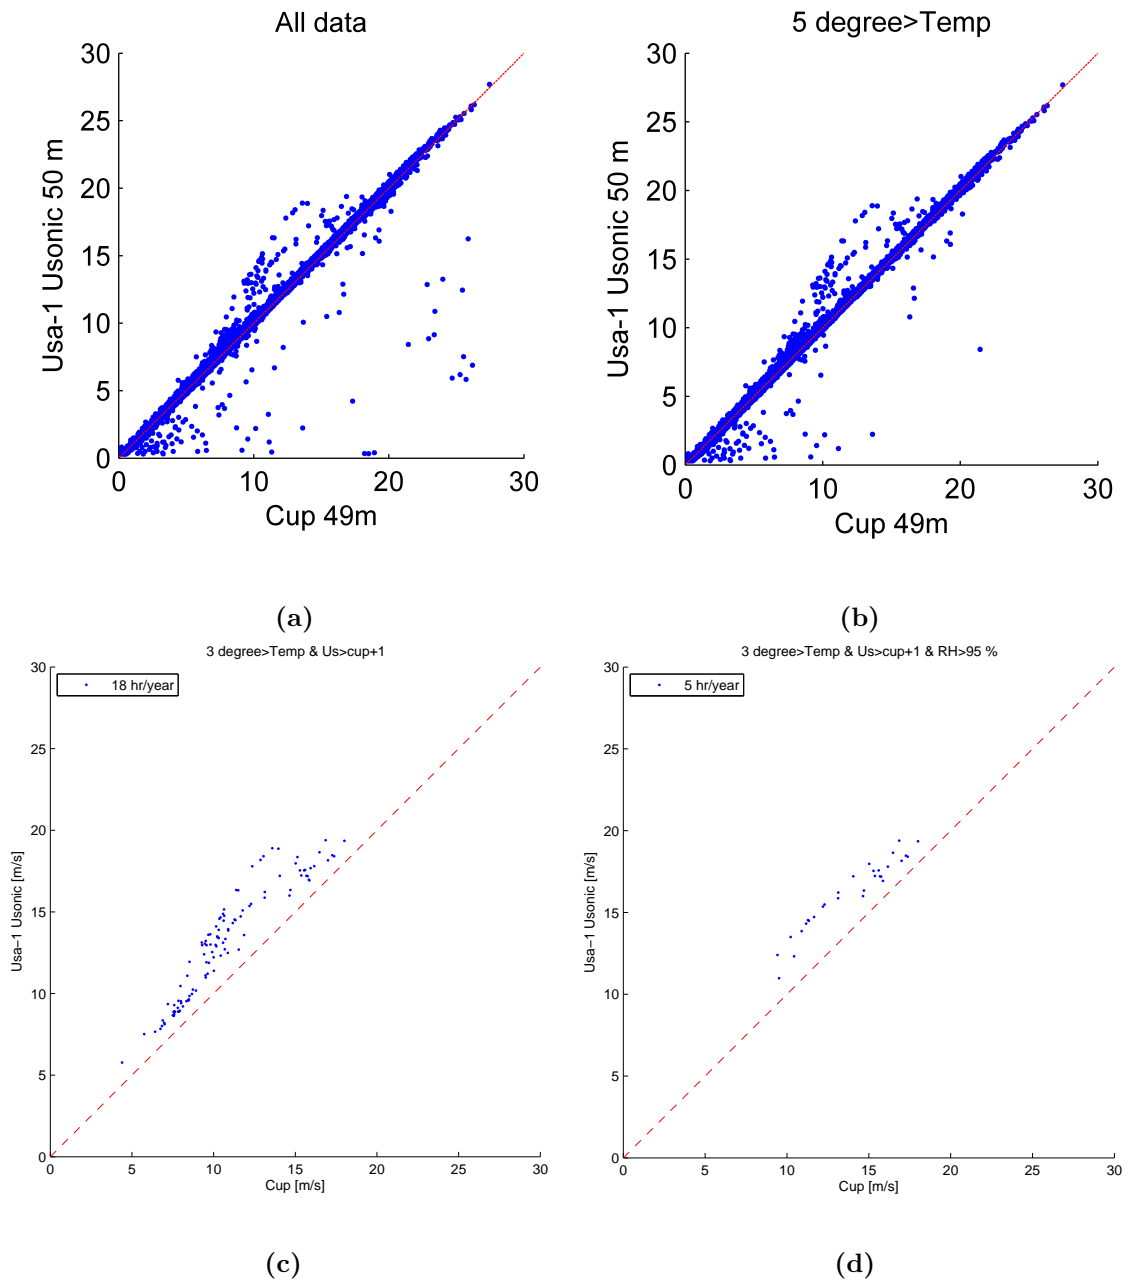 All data
30
25
20
15
10
5
0
0 10 20 30
Usa-1 Usonic 50 m
Cup 49m
(a)
5 degree>Temp
30
25
20
15
10
5
0
0 10 20 30
Usa-1 Usonic 50 m
Cup 49m
(b)
3 degree>Temp & Us>cup+1
18 hr/year
30
25
20
15
10
5
0
0 5 10 15 20 25 30
Usa−1 Usonic [m/s]
Cup [m/s]
(c)
3 degree>Temp & Us>cup+1 & RH>95 %
5 hr/year
30
25
20
15
10
5
0
0 5 10 15 20 25 30
Usa−1 Usonic [m/s]
Cup [m/s]
(d)